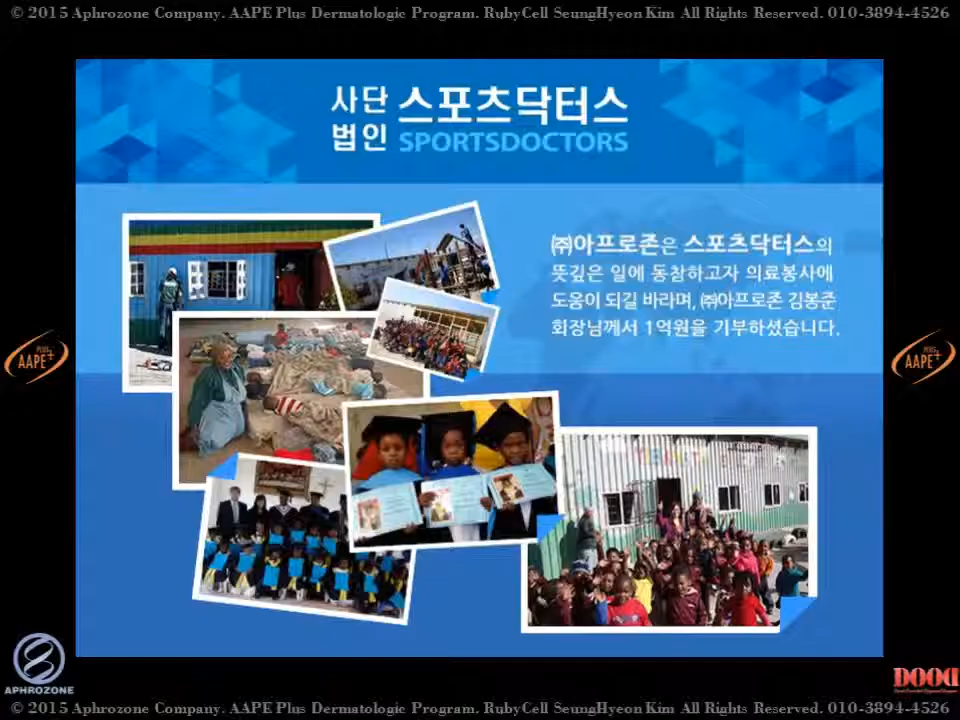 © 2015 Aphrozone Company. AAPE Plus Dermatologic Program. RubyCell SeungHyeon Kim All Rights Reserved. 010-3894-4526
사단법인 스포츠닥터스
SPORTSDOCTORS
㈜아프로존은 스포츠닥터스의
뜻깊은 일에 동참하고자 의료봉사에
도움이 되길 바라며, ㈜아프로존 김봉준
회장님께서 1억원을 기부하셨습니다.
PLUS
AAPE+
PLUS
AAPE+
APHROZONE
DOOD
© 2015 Aphrozone Company. AAPE Plus Dermatologic Program. RubyCell SeungHyeon Kim All Rights Reserved. 010-3894-4526